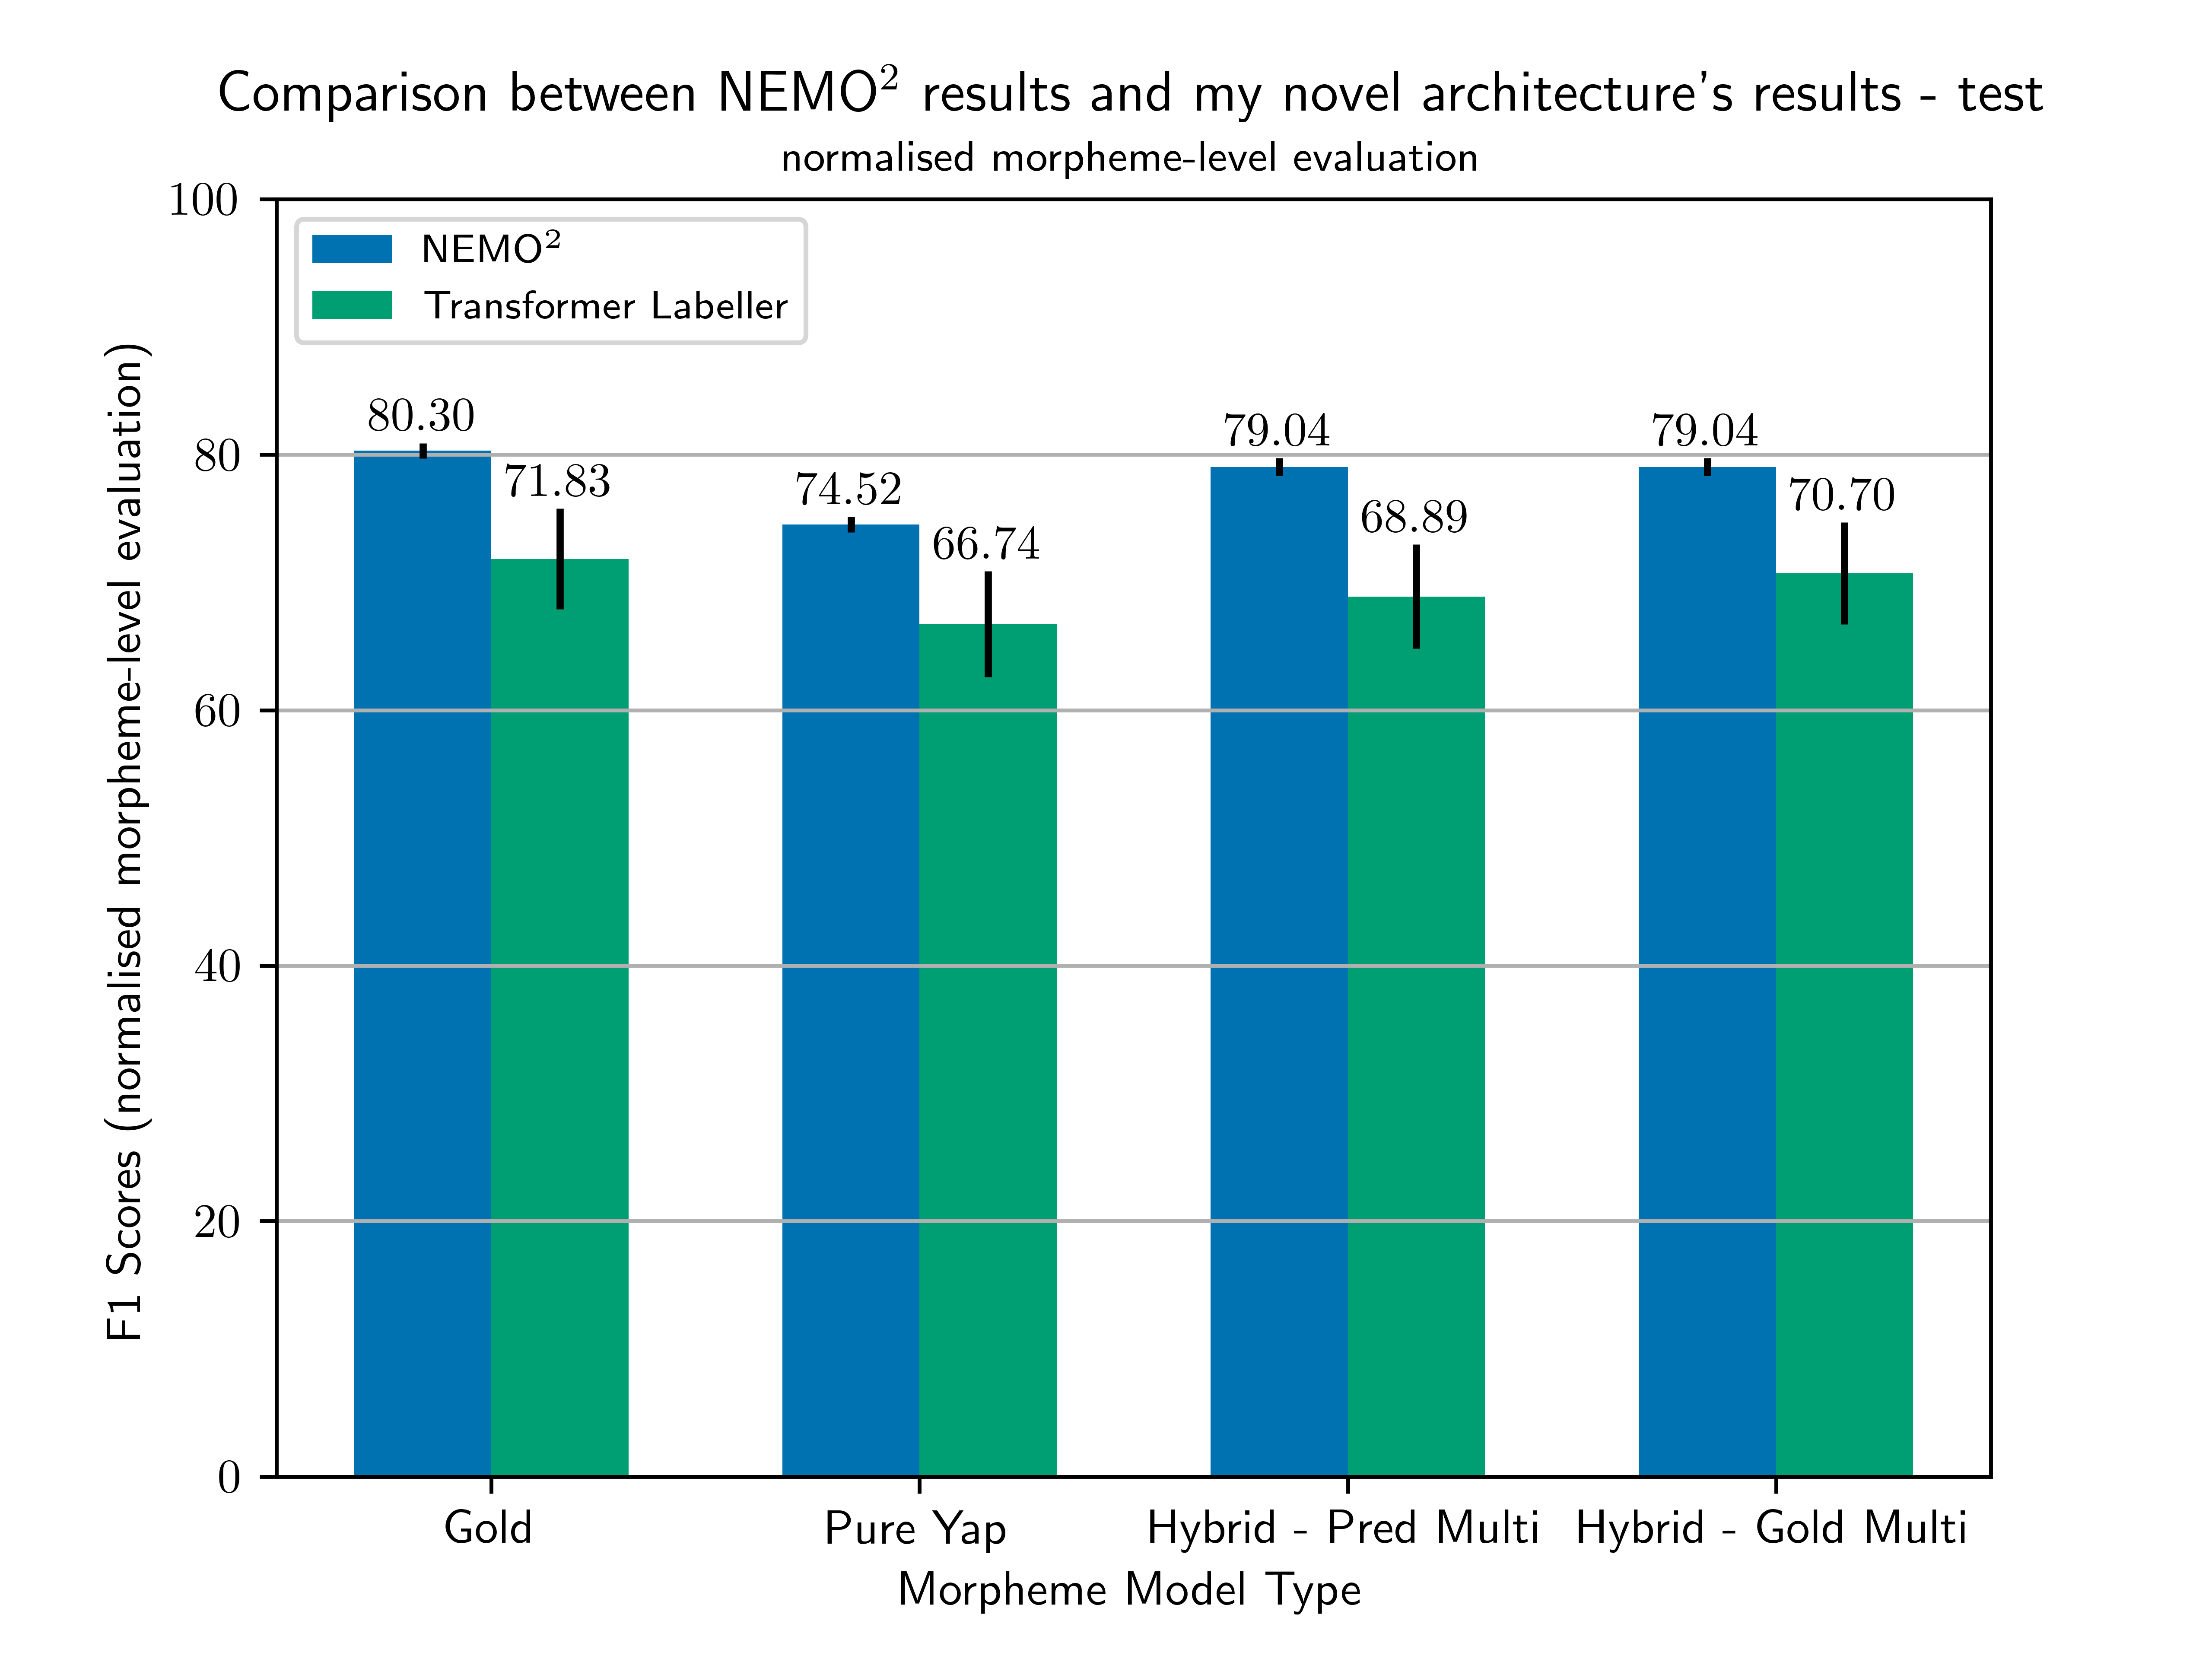 Comparison between NEMO² results and my novel architecture's results - test
normalised morpheme-level evaluation
F1 Scores (normalised morpheme-level evaluation)
100
80
60
40
20
0
NEMO²
Transformer Labeller
80.30
71.83
74.52
66.74
79.04
68.89
79.04
70.70
Gold
Pure Yap
Hybrid - Pred Multi
Hybrid - Gold Multi
Morpheme Model Type